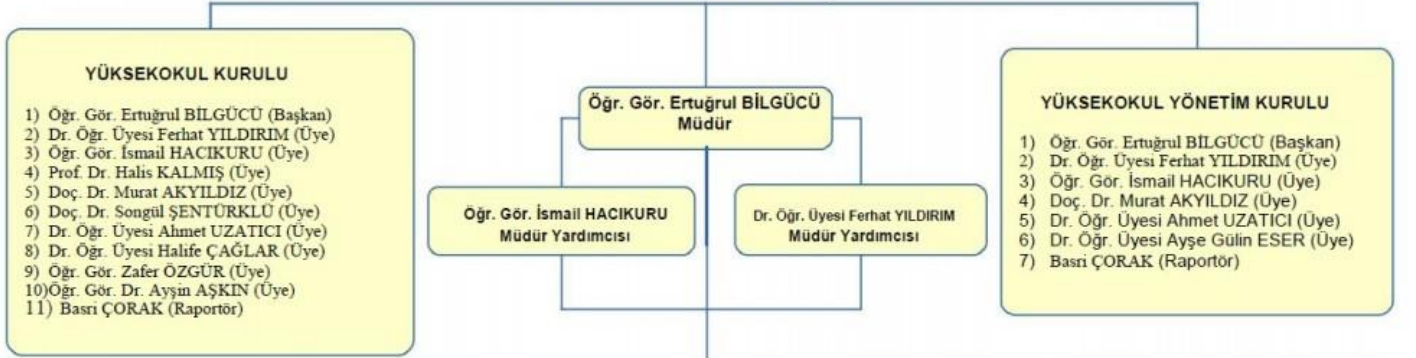 YÜKSEKOKUL KURULU
1) Öğr. Gör. Ertuğrul BİLGÜCÜ (Başkan)
2) Dr. Öğr. Üyesi Ferhat YILDIRIM (Üye)
3) Öğr. Gör. İsmail HACIKURU (Üye)
4) Prof. Dr. Halis KALMIŞ (Üye)
5) Doç. Dr. Murat AKYILDIZ (Üye)
6) Doç. Dr. Songül ŞENTÜRKLÜ (Üye)
7) Dr. Öğr. Üyesi Ahmet UZATICI (Üye)
8) Dr. Öğr. Üyesi Halife ÇAĞLAR (Üye)
9) Öğr. Gör. Zafer ÖZGÜR (Üye)
10)Öğr. Gör. Dr. Ayşin AŞKIN (Üye)
11) Basri ÇORAK (Raportör)
Öğr. Gör. Ertuğrul BİLGÜCÜ
Müdür
Öğr. Gör. İsmail HACIKURU
Müdür Yardımcısı
Dr. Öğr. Üyesi Ferhat YILDIRIM
Müdür Yardımcısı
YÜKSEKOKUL YÖNETİM KURULU
1) Öğr. Gör. Ertuğrul BİLGÜCÜ (Başkan)
2) Dr. Öğr. Üyesi Ferhat YILDIRIM (Üye)
3) Öğr. Gör. İsmail HACIKURU (Üye)
4) Doç. Dr. Murat AKYILDIZ (Üye)
5) Dr. Öğr. Üyesi Ahmet UZATICI (Üye)
6) Dr. Öğr. Üyesi Ayşe Gülin ESER (Üye)
7) Basri ÇORAK (Raportör)